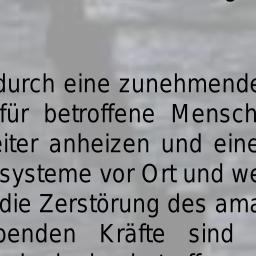 durch eine zunehmende
für betroffene Mensch
eiter anheizen und eine
systeme vor Ort und we
die Zerstörung des ama
benden Kräfte sind